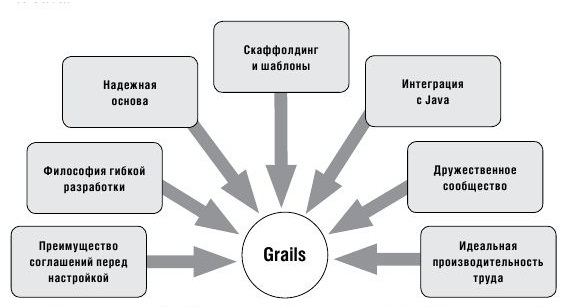 Скаффолдинг
и шаблоны
Надежная
основа
Интеграция
с Java
Философия гибкой
разработки
Дружественное
сообщество
Преимущество
соглашений перед
настройкой
Grails
Идеальная
производительность
труда